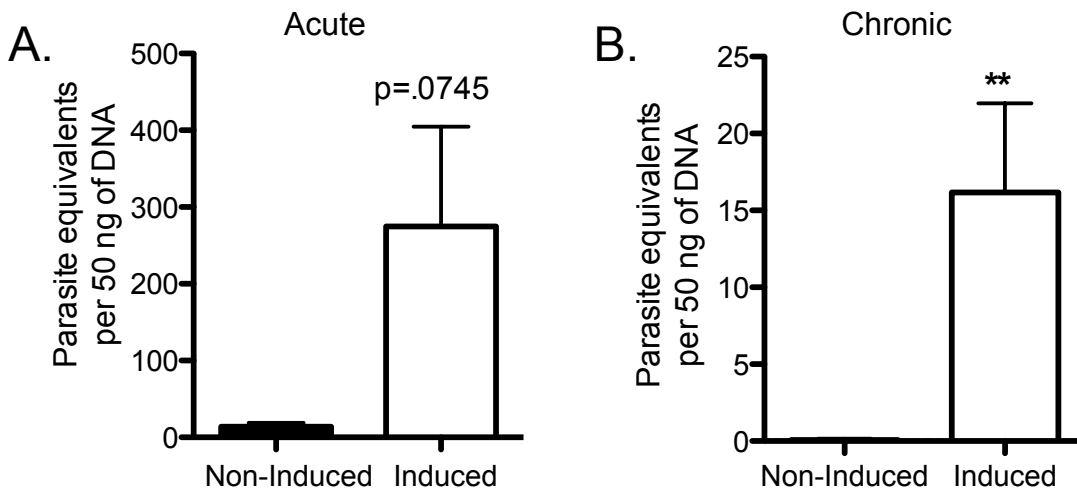 A.
Acute
Parasite equivalents
per 50 ng of DNA
500
400
300
200
100
0
p=.0745
Non-Induced
Induced
B.
Chronic
Parasite equivalents
per 50 ng of DNA
25
20
15
10
5
0
**
Non-Induced
Induced